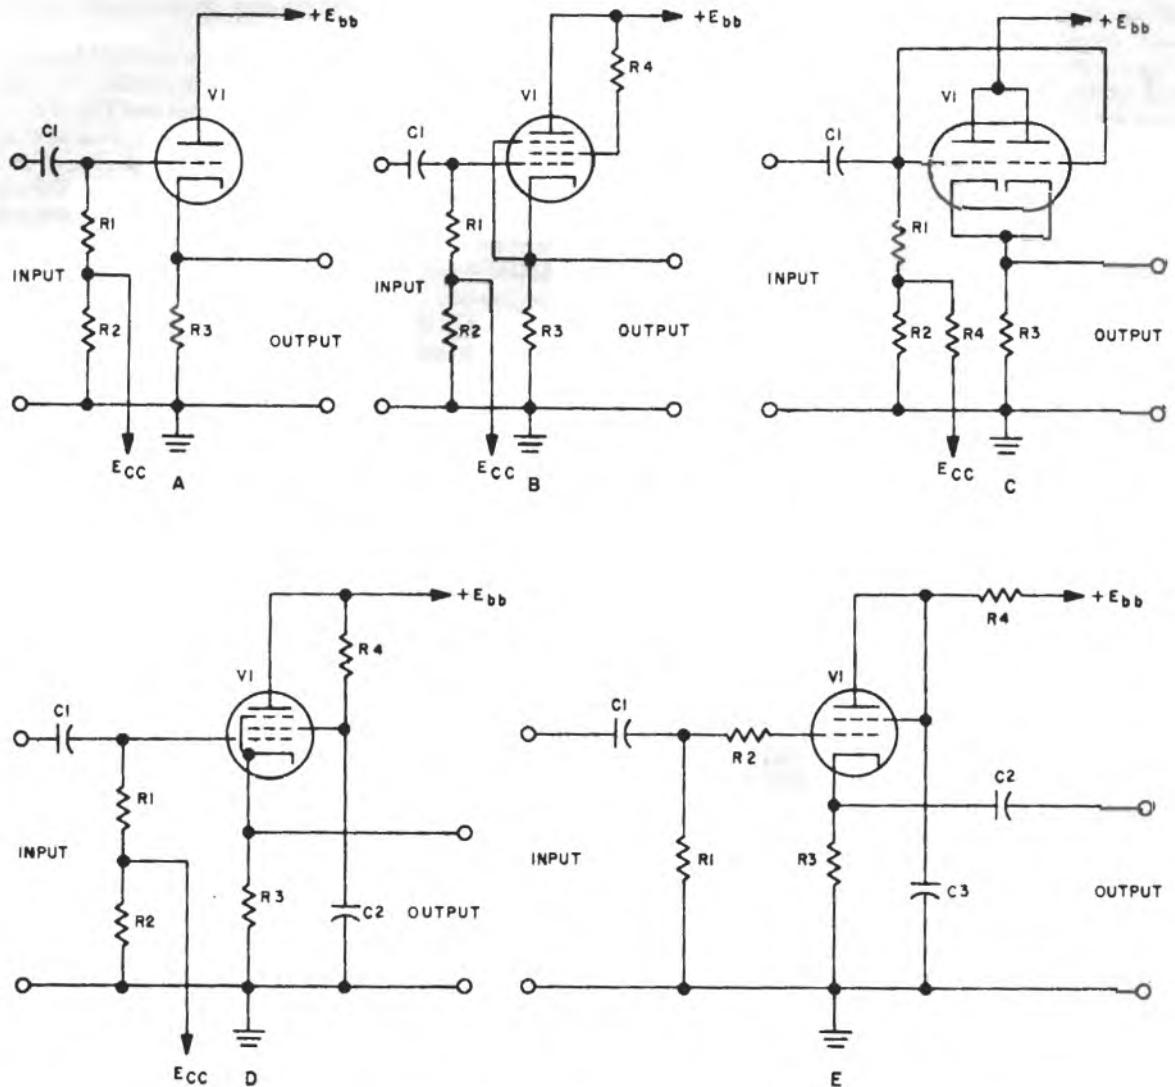 +Ebb
V1
C1
R1
INPUT
R2
R3
OUTPUT
ECC
A
+Ebb
R4
V1
C1
R1
INPUT
R2
R3
OUTPUT
ECC
B
+Ebb
V1
C1
R1
INPUT
R2
R4
R3
OUTPUT
ECC
C
+Ebb
R4
V1
C1
R1
INPUT
R3
R2
C2
OUTPUT
ECC
D
+Ebb
R4
V1
C1
R2
C2
INPUT
R1
R3
C3
OUTPUT
E